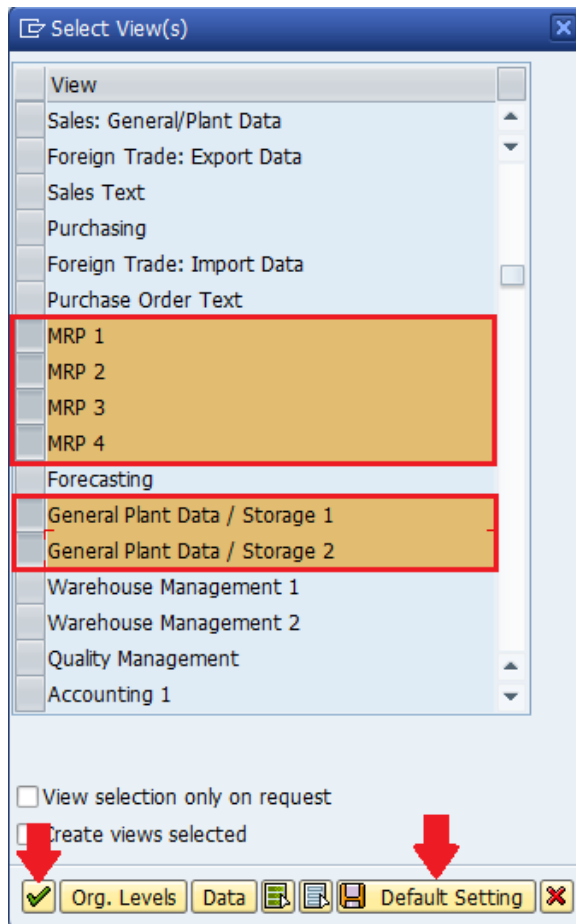 Select View(s)
View
Sales: General/Plant Data
Foreign Trade: Export Data
Sales Text
Purchasing
Foreign Trade: Import Data
Purchase Order Text
MRP 1
MRP 2
MRP 3
MRP 4
Forecasting
General Plant Data / Storage 1
General Plant Data / Storage 2
Warehouse Management 1
Warehouse Management 2
Quality Management
Accounting 1
View selection only on request
Create views selected
Org. Levels Data Default Setting